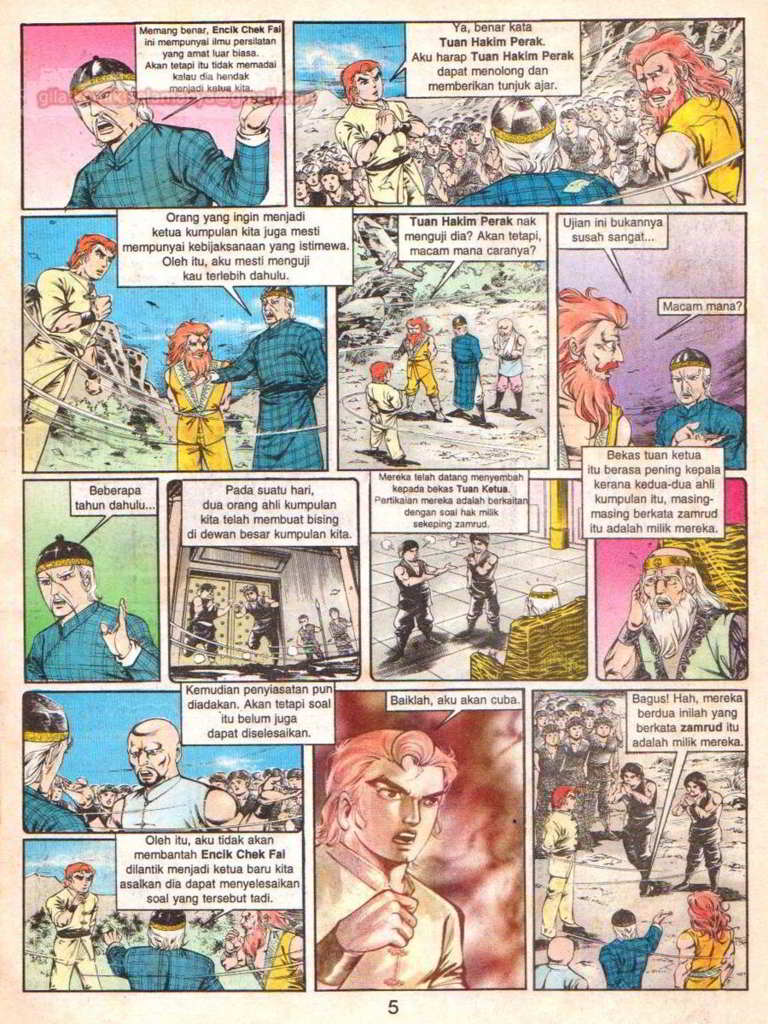 Memang benar, Encik Chek Fai
ini mempunyai ilmu persilatan
yang amat luar biasa.
Akan tetapi itu tidak memadai
kalau dia hendak
menjadi ketua kita.
Ya, benar kata
Tuan Hakim Perak.
Aku harap Tuan Hakim Perak
dapat menolong dan
memberikan tunjuk ajar.
Orang yang ingin menjadi
ketua kumpulan kita juga mesti
mempunyai kebijaksanaan yang istimewa.
Oleh itu, aku mesti menguji
kau terlebih dahulu.
Tuan Hakim Perak nak
menguji dia? Akan tetapi,
macam mana caranya?
Ujian ini bukannya
susah sangat...
Macam mana?
Bekas tuan ketua
itu berasa pening kepala
kerana kedua-dua ahli
kumpulan itu, masing-
masing berkata zamrud
itu adalah milik mereka.
Beberapa
tahun dahulu...
Pada suatu hari,
dua orang ahli kumpulan
kita telah membuat bising
di dewan besar kumpulan kita.
Mereka telah datang menyembah
kepada bekas Tuan Ketua.
Pertikaian mereka adalah berkaitan
dengan soal hak milik
sekeping zamrud.
Kemudian penyiasatan pun
diadakan. Akan tetapi soal
itu belum juga
dapat diselesaikan.
Baiklah, aku akan cuba.
Bagus! Hah, mereka
berdua inilah yang
berkata zamrud itu
adalah milik mereka.
Oleh itu, aku tidak akan
membantah Encik Chek Fai
dilantik menjadi ketua baru kita
asalkan dia dapat menyelesaikan
soal yang tersebut tadi.
5